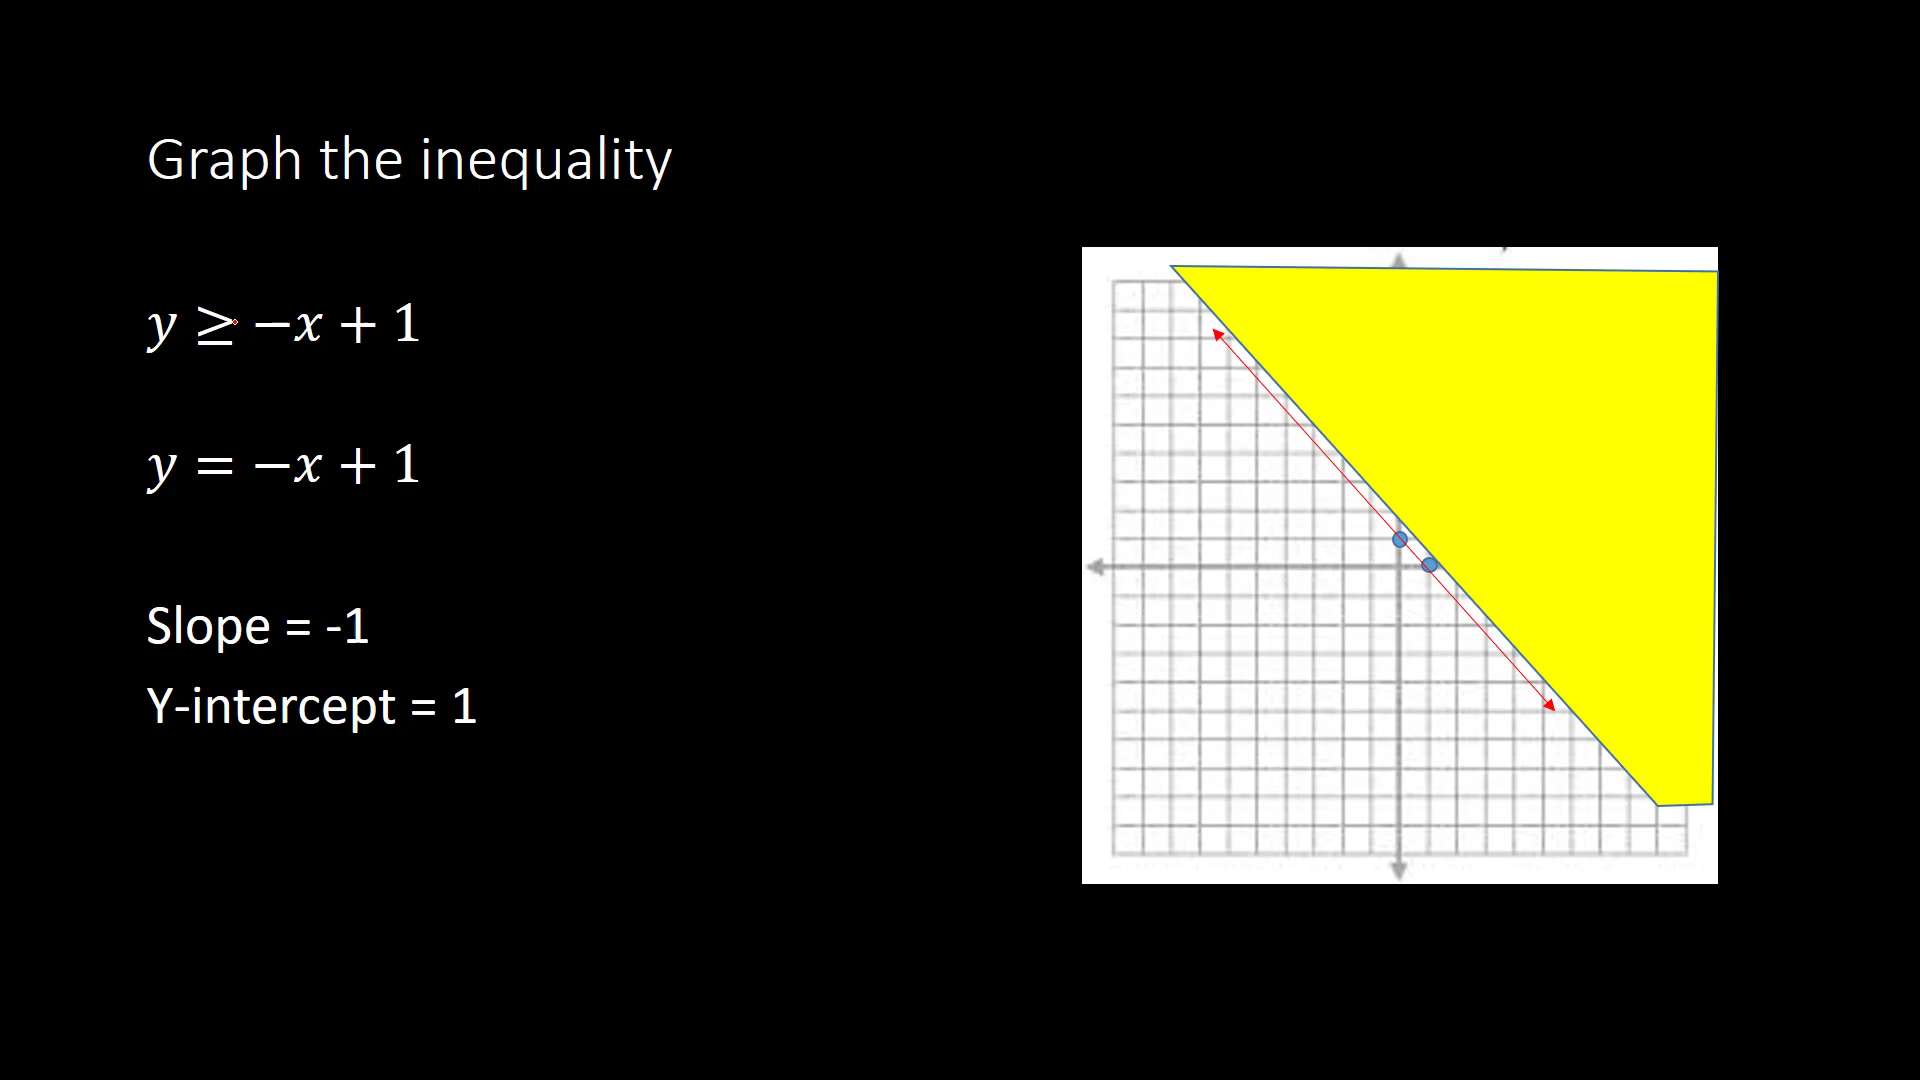 Graph the inequality
y ≥ −x + 1
y = −x + 1
Slope = -1
Y-intercept = 1